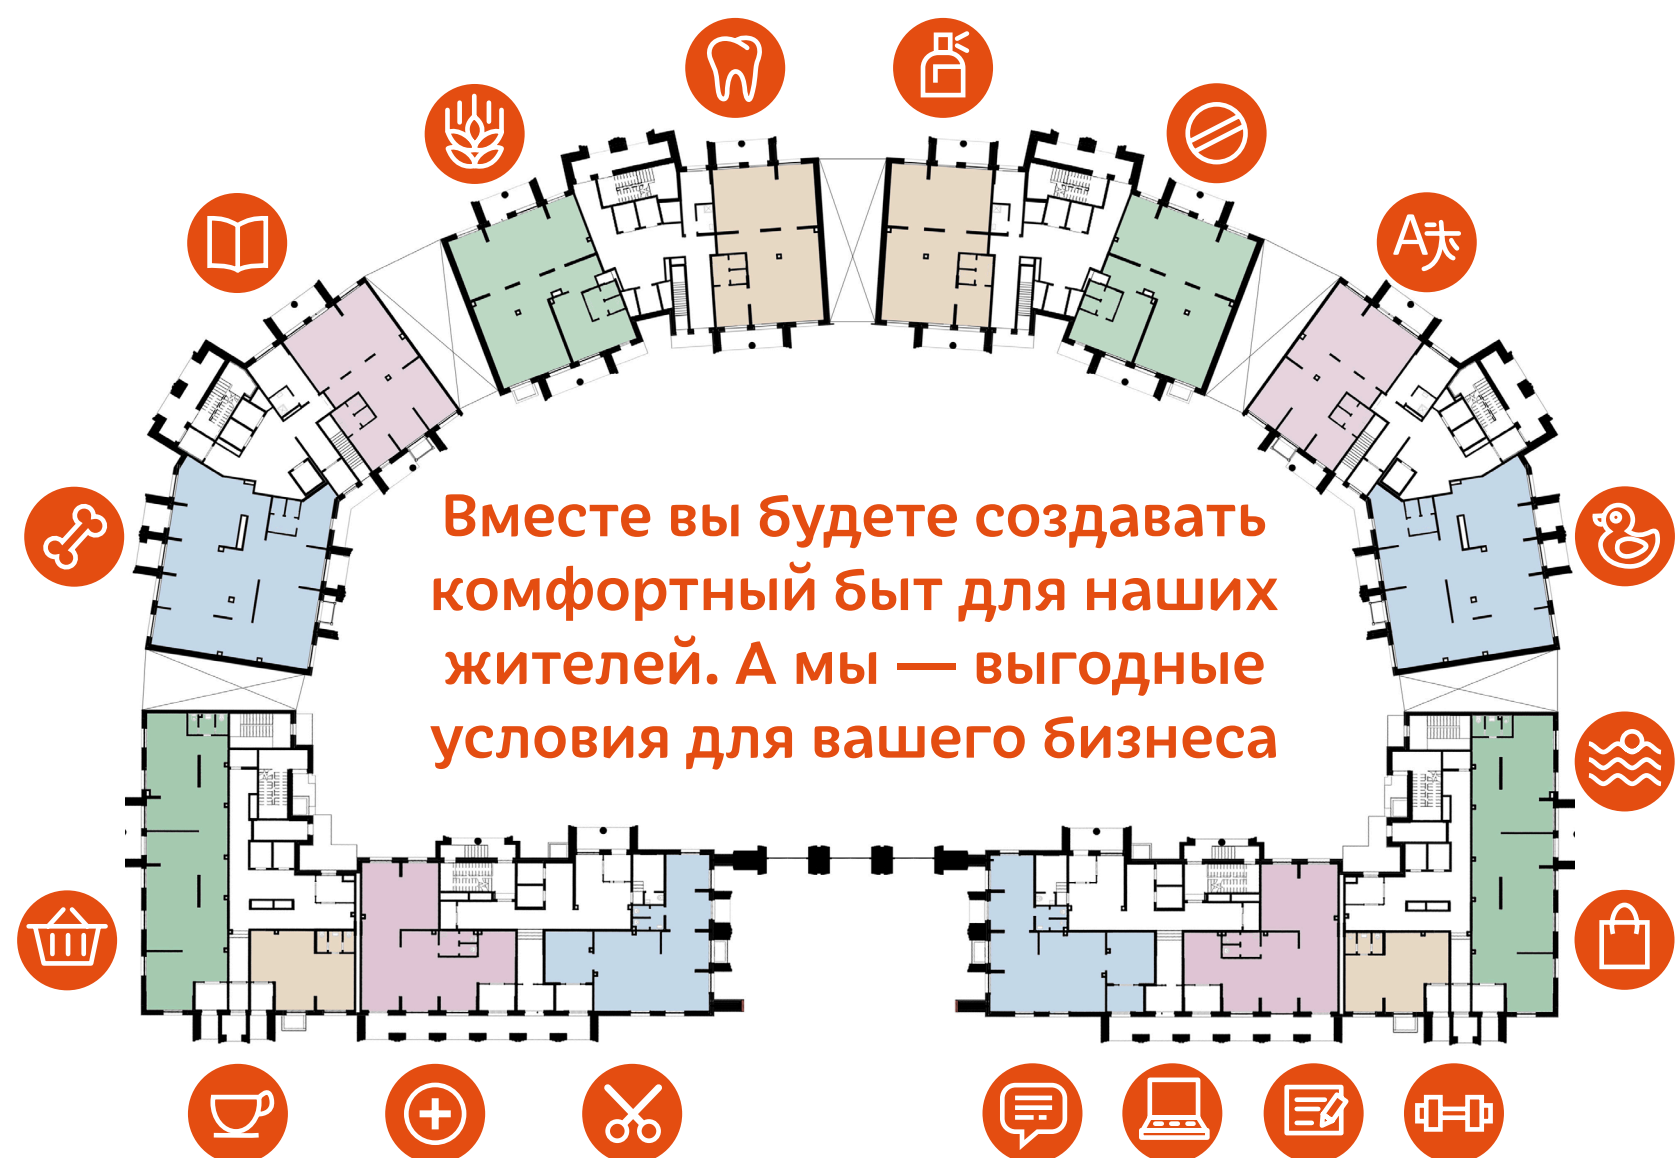 Вместе вы будете создавать
комфортный быт для наших
жителей. А мы — выгодные
условия для вашего бизнеса